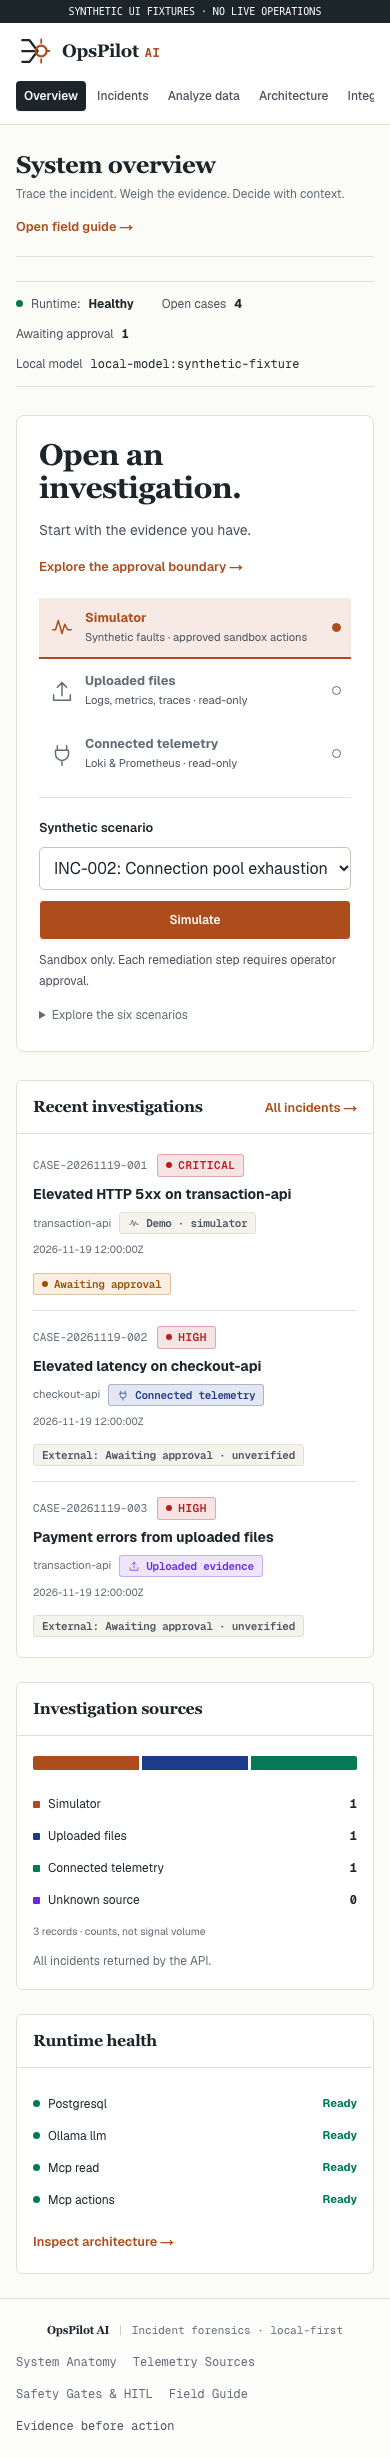 SYNTHETIC UI FIXTURES · NO LIVE OPERATIONS
OpsPilot AI
Overview Incidents Analyze data Architecture Integ
System overview
Trace the incident. Weigh the evidence. Decide with context.
Open field guide →
Runtime: Healthy Open cases 4
Awaiting approval 1
Local model local-model:synthetic-fixture
Open an
investigation.
Start with the evidence you have.
Explore the approval boundary →
Simulator
Synthetic faults · approved sandbox actions
Uploaded files
Logs, metrics, traces · read-only
Connected telemetry
Loki & Prometheus · read-only
Synthetic scenario
INC-002: Connection pool exhaustion
Simulate
Sandbox only. Each remediation step requires operator
approval.
Explore the six scenarios
Recent investigations All incidents →
CASE-20261119-001 CRITICAL
Elevated HTTP 5xx on transaction-api
transaction-api Demo · simulator
2026-11-19 12:00:00Z
Awaiting approval
CASE-20261119-002 HIGH
Elevated latency on checkout-api
checkout-api Connected telemetry
2026-11-19 12:00:00Z
External: Awaiting approval · unverified
CASE-20261119-003 HIGH
Payment errors from uploaded files
transaction-api Uploaded evidence
2026-11-19 12:00:00Z
External: Awaiting approval · unverified
Investigation sources
Simulator 1
Uploaded files 1
Connected telemetry 1
Unknown source 0
3 records · counts, not signal volume
All incidents returned by the API.
Runtime health
Postgresql Ready
Ollama llm Ready
Mcp read Ready
Mcp actions Ready
Inspect architecture →
OpsPilot AI | Incident forensics · local-first
System Anatomy Telemetry Sources
Safety Gates & HITL Field Guide
Evidence before action